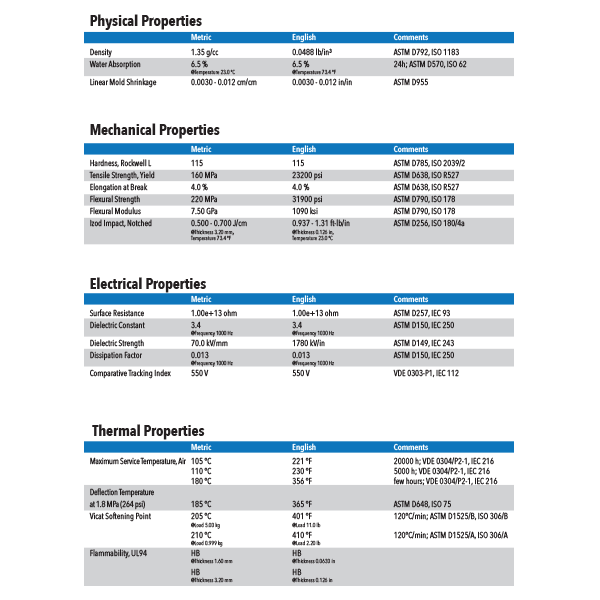 Physical Properties
Metric English Comments
Density 1.35 g/cc 0.0488 lb/in³ ASTM D792, ISO 1183
Water Absorption 6.5 % 6.5 % 24h; ASTM D570, ISO 62
@Temperature 23.0 °C @Temperature 73.4 °F
Linear Mold Shrinkage 0.0030 - 0.012 cm/cm 0.0030 - 0.012 in/in ASTM D955
Mechanical Properties
Metric English Comments
Hardness, Rockwell L 115 115 ASTM D785, ISO 2039/2
Tensile Strength, Yield 160 MPa 23200 psi ASTM D638, ISO R527
Elongation at Break 4.0 % 4.0 % ASTM D638, ISO R527
Flexural Strength 220 MPa 31900 psi ASTM D790, ISO 178
Flexural Modulus 7.50 GPa 1090 ksi ASTM D790, ISO 178
Izod Impact, Notched 0.500 - 0.700 J/cm 0.937 - 1.31 ft-lb/in ASTM D256, ISO 180/4a
@Thickness 3.20 mm, @Thickness 0.126 in,
Temperature 73.4 °F Temperature 23.0 °C
Electrical Properties
Metric English Comments
Surface Resistance 1.00e+13 ohm 1.00e+13 ohm ASTM D257, IEC 93
Dielectric Constant 3.4 3.4 ASTM D150, IEC 250
@Frequency 1000 Hz @Frequency 1000 Hz
Dielectric Strength 70.0 kV/mm 1780 kV/in ASTM D149, IEC 243
Dissipation Factor 0.013 0.013 ASTM D150, IEC 250
@Frequency 1000 Hz @Frequency 1000 Hz
Comparative Tracking Index 550 V 550 V VDE 0303-P1, IEC 112
Thermal Properties
Metric English Comments
Maximum Service Temperature, Air 105 °C 221 °F 20000 h; VDE 0304/P2-1, IEC 216
110 °C 230 °F 5000 h; VDE 0304/P2-1, IEC 216
180 °C 356 °F few hours; VDE 0304/P2-1, IEC 216
Deflection Temperature
at 1.8 MPa (264 psi) 185 °C 365 °F ASTM D648, ISO 75
Vicat Softening Point 205 °C 401 °F 120°C/min; ASTM D1525/B, ISO 306/B
@Load 5.00 kg @Load 11.0 lb
210 °C 410 °F 120°C/min; ASTM D1525/A, ISO 306/A
@Load 0.999 kg @Load 2.20 lb
Flammability, UL94 HB HB
@Thickness 1.60 mm @Thickness 0.0630 in
HB HB
@Thickness 3.20 mm @Thickness 0.126 in